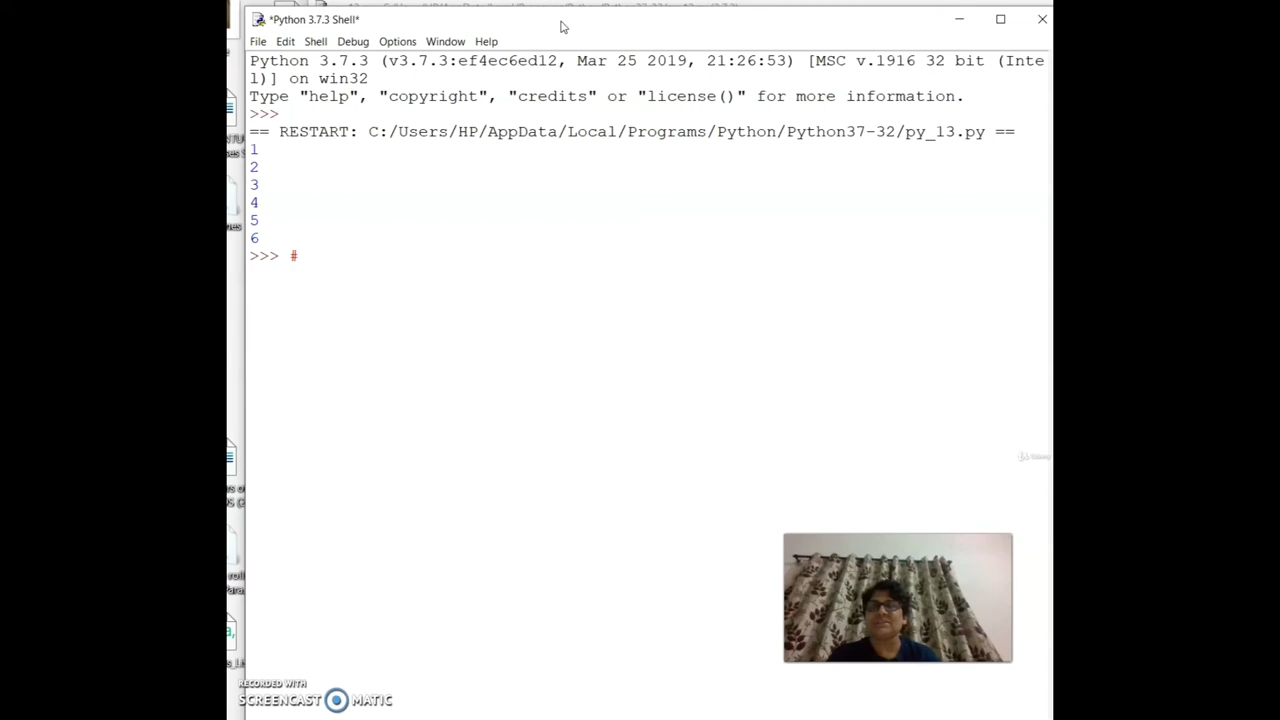 *Python 3.7.3 Shell*
File Edit Shell Debug Options Window Help
Python 3.7.3 (v3.7.3:ef4ec6ed12, Mar 25 2019, 21:26:53) [MSC v.1916 32 bit (Inte
l)] on win32
Type "help", "copyright", "credits" or "license()" for more information.
>>>
== RESTART: C:/Users/HP/AppData/Local/Programs/Python/Python37-32/py_13.py ==
1
2
3
4
5
6
>>> #
Udemy
RECORDED WITH
SCREENCAST MATIC